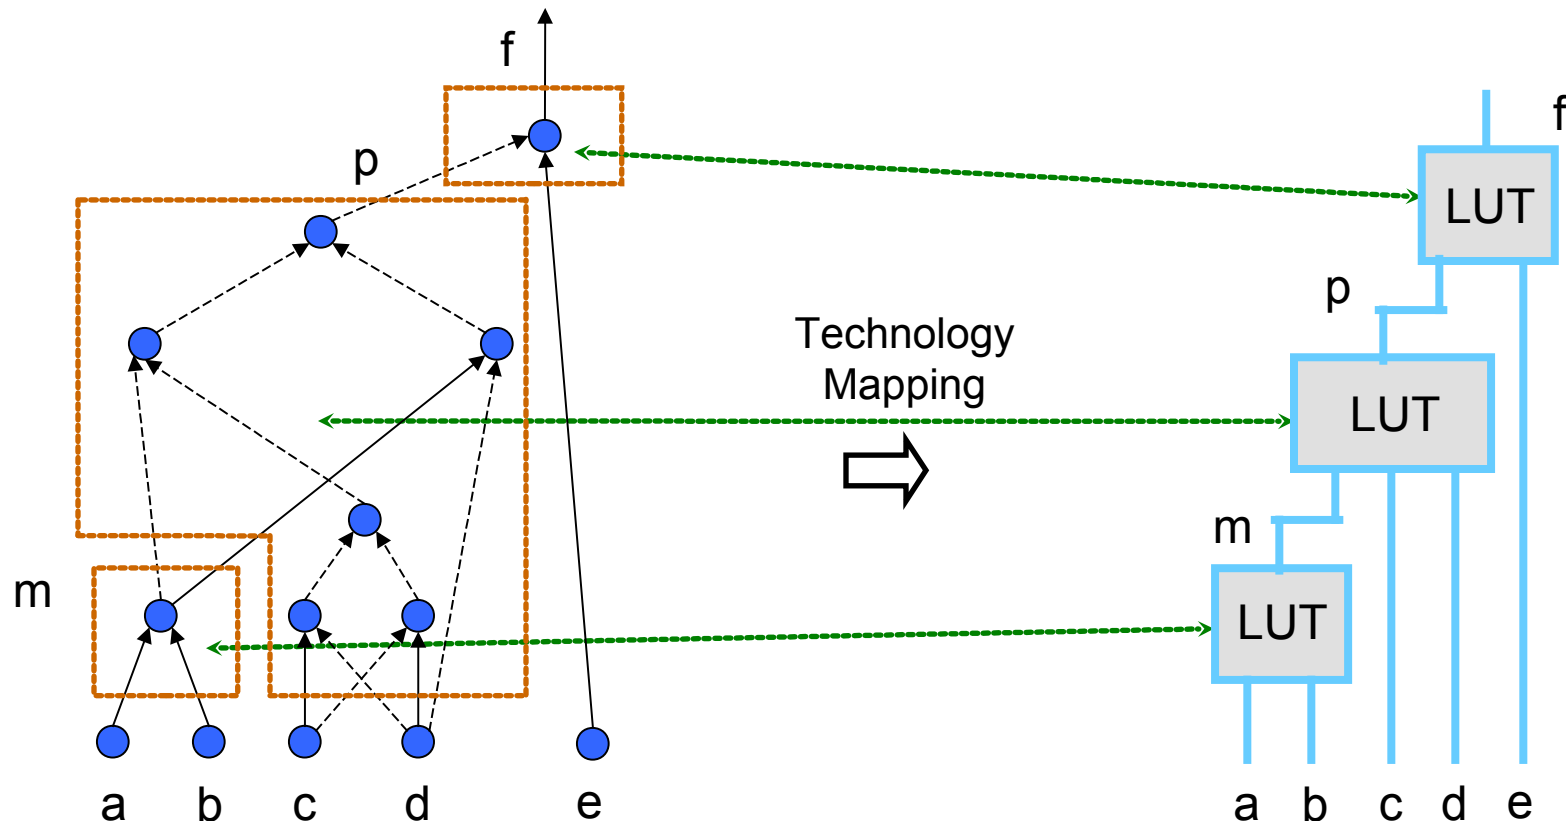 f
p
m
a b c d e
Technology
Mapping
f
LUT
p
LUT
m
LUT
a b c d e